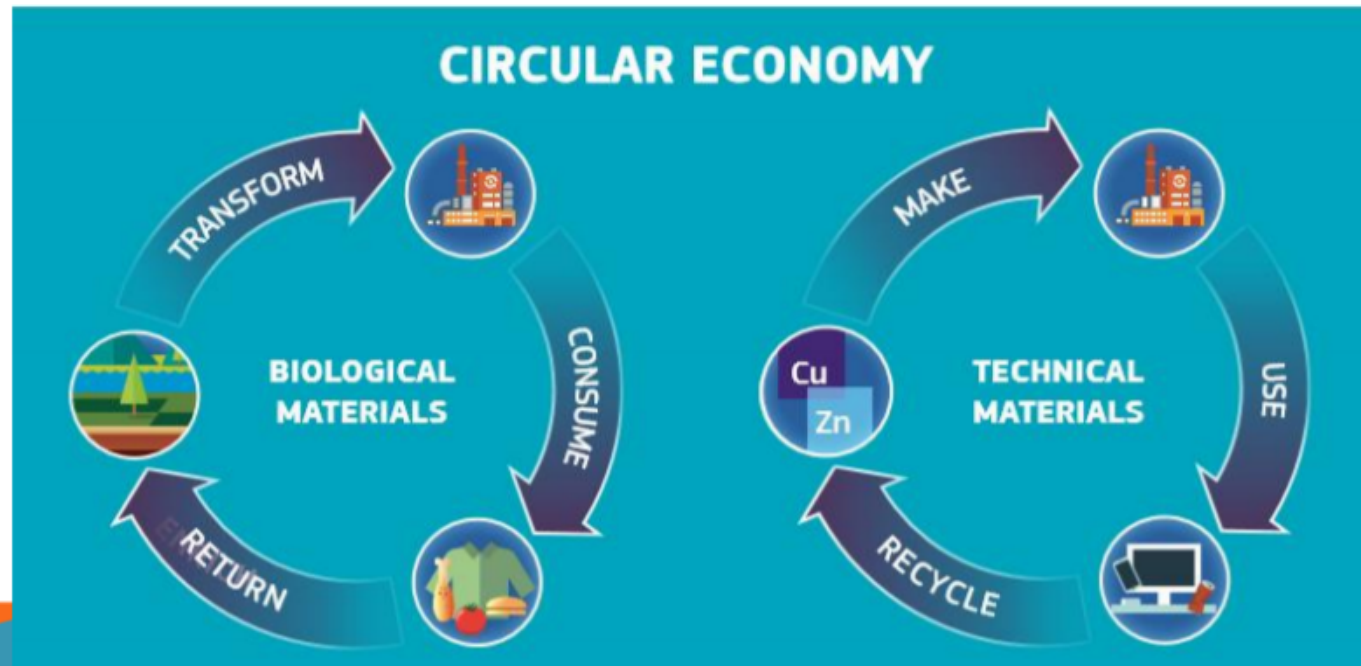 CIRCULAR ECONOMY
TRANSFORM
CONSUME
RETURN
BIOLOGICAL
MATERIALS
MAKE
USE
RECYCLE
Cu
Zn
TECHNICAL
MATERIALS